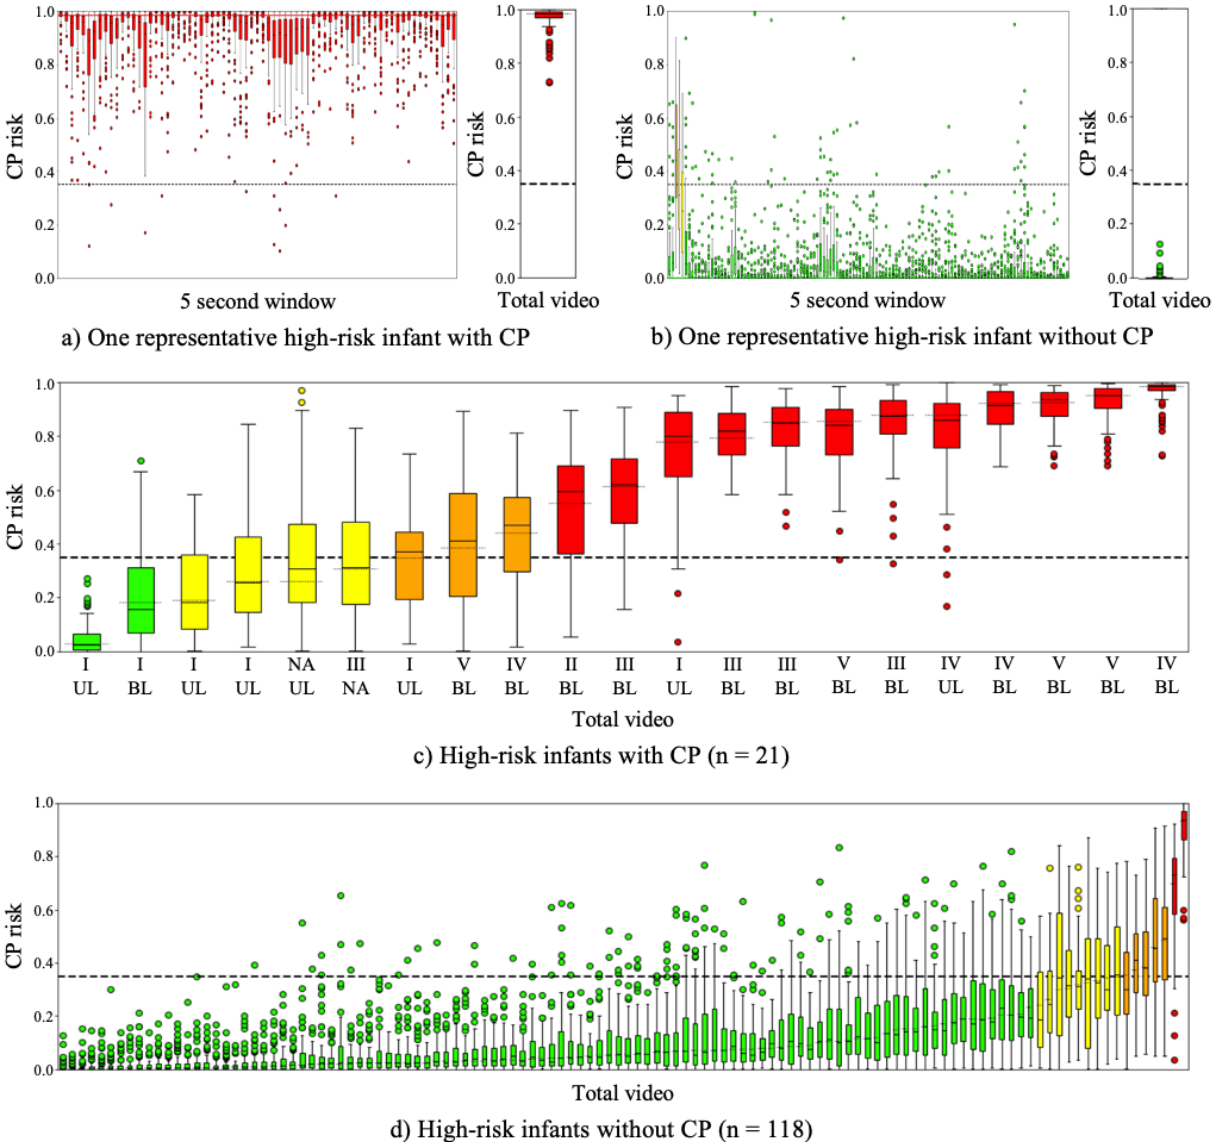 1.0
0.8
0.6
0.4
0.2
0.0
CP risk
5 second window
1.0
0.8
0.6
0.4
0.2
0.0
CP risk
Total video
a) One representative high-risk infant with CP
1.0
0.8
0.6
0.4
0.2
0.0
CP risk
5 second window
1.0
0.8
0.6
0.4
0.2
0.0
CP risk
Total video
b) One representative high-risk infant without CP
1.0
0.8
0.6
0.4
0.2
0.0
CP risk
I I I I NA III I V IV II III I III III V III IV IV V V IV
UL BL UL UL UL NA UL BL BL BL BL UL BL BL BL BL UL BL BL BL BL
Total video
c) High-risk infants with CP (n = 21)
1.0
0.8
0.6
0.4
0.2
0.0
CP risk
Total video
d) High-risk infants without CP (n = 118)